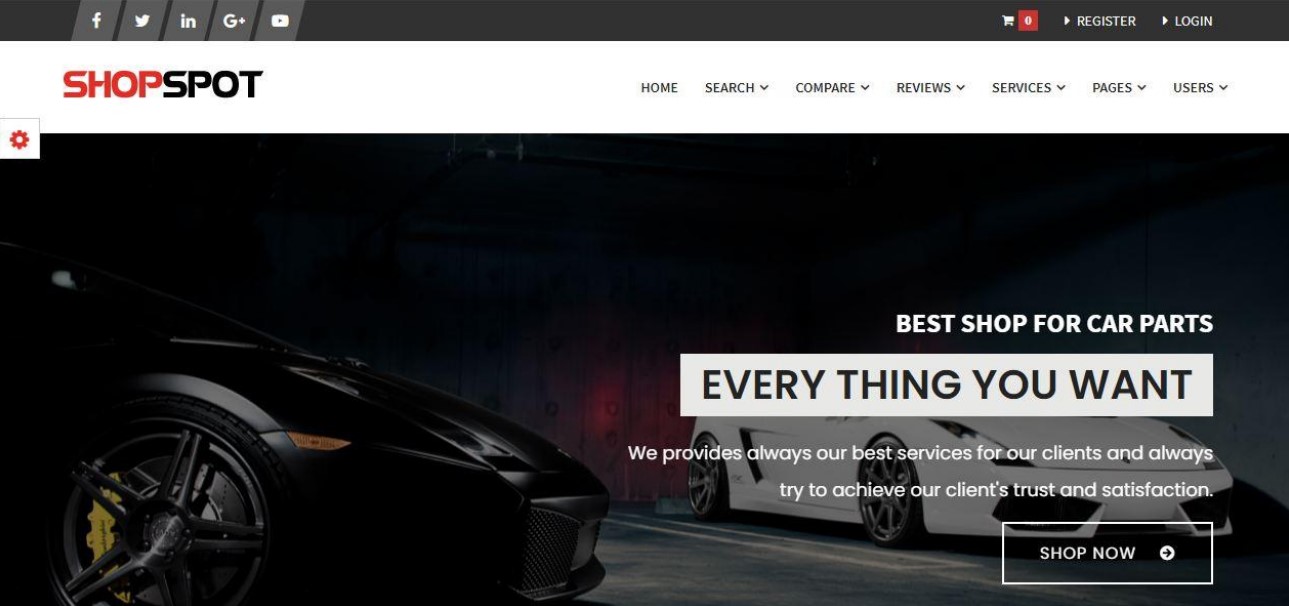 f in G+ 0 REGISTER LOGIN
SHOPSPOT HOME SEARCH COMPARE REVIEWS SERVICES PAGES USERS
BEST SHOP FOR CAR PARTS
EVERY THING YOU WANT
We provides always our best services for our clients and always
try to achieve our client's trust and satisfaction.
SHOP NOW